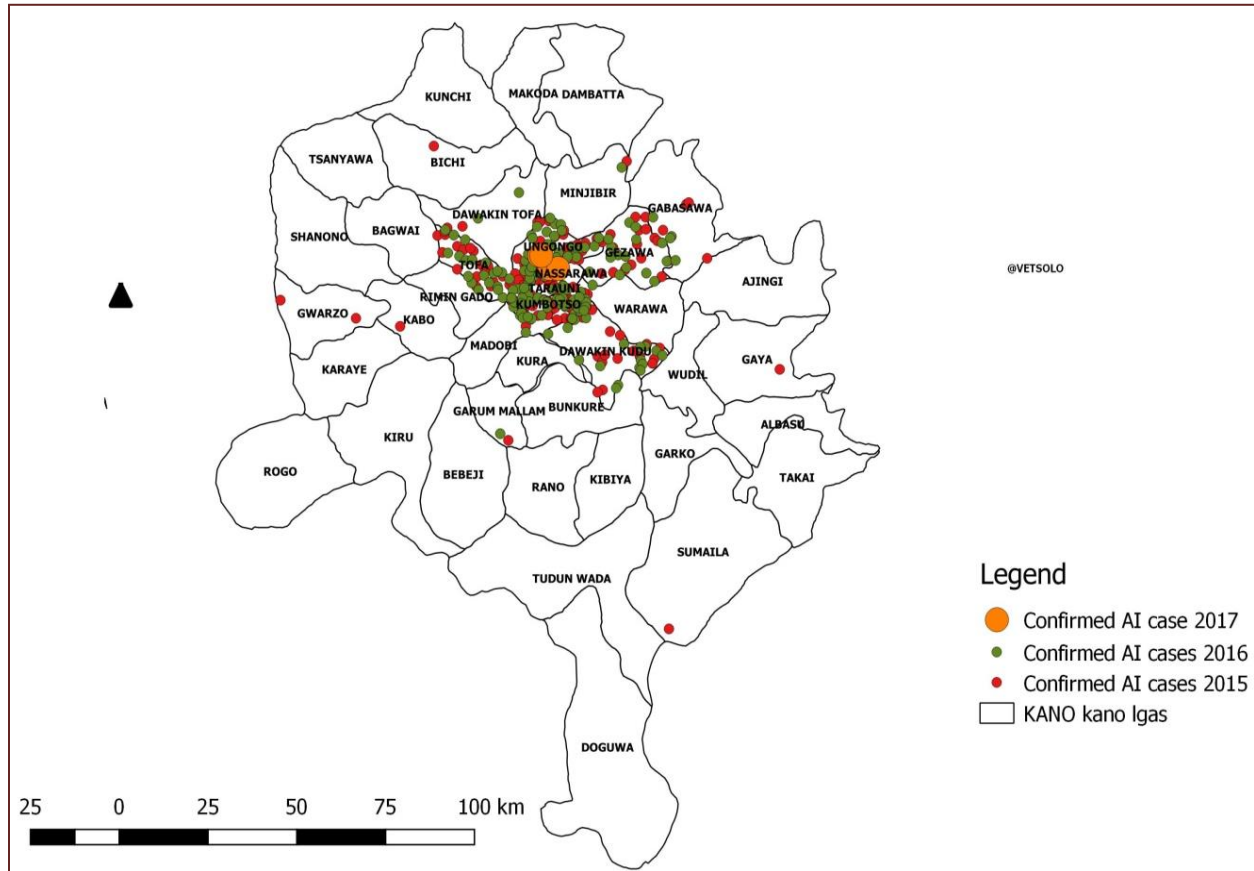 KUNCHI
MAKODA
DAMBATTA
TSANYAWA
BICHI
MINJIBIR
GABASAWA
DAWAKIN TOFA
BAGWAI
SHANONO
UNGONGO
GEZAWA
TOFA
NASSARAWA
@VETSOLO
AJINGI
TARAUNI
RIMIN GADO
KUMBOTSO
WARAWA
GWARZO
KABO
MADOBI
DAWAKIN KUDU
KURA
GAYA
KARAYE
WUDIL
GARUM MALLAM
BUNKURE
ALBASU
KIRU
GARKO
ROGO
BEBEJI
RANO
KIBIYA
TAKAI
SUMAILA
TUDUN WADA
DOGUWA
Legend
Confirmed AI case 2017
Confirmed AI cases 2016
Confirmed AI cases 2015
KANO kano lgas
25 0 25 50 75 100 km